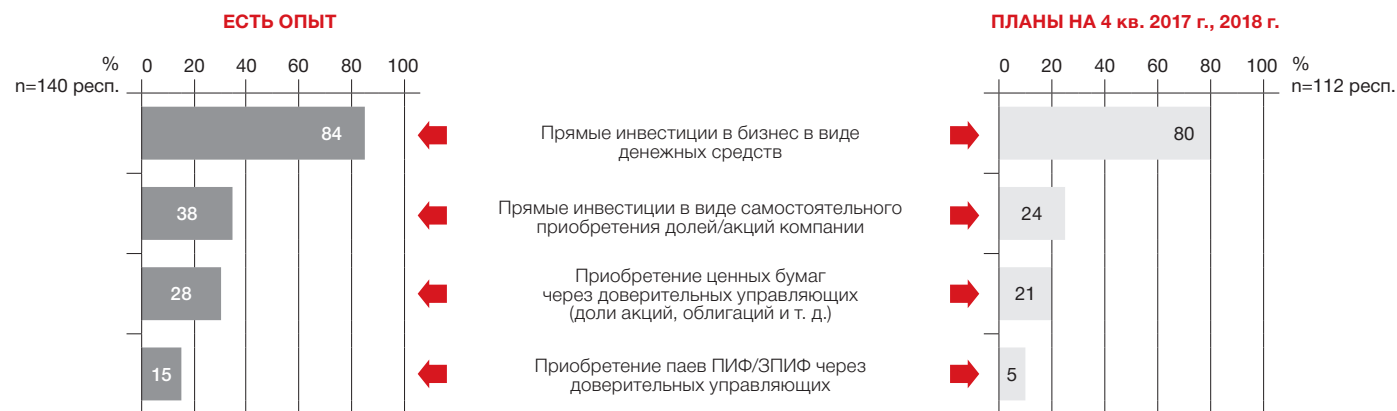 ЕСТЬ ОПЫТ
ПЛАНЫ НА 4 кв. 2017 г., 2018 г.
% 0 20 40 60 80 100
n=140 респ.
0 20 40 60 80 100 %
n=112 респ.
84
Прямые инвестиции в бизнес в виде
денежных средств
80
38
Прямые инвестиции в виде самостоятельного
приобретения долей/акций компании
24
28
Приобретение ценных бумаг
через доверительных управляющих
(доли акций, облигаций и т. д.)
21
15
Приобретение паев ПИФ/ЗПИФ через
доверительных управляющих
5